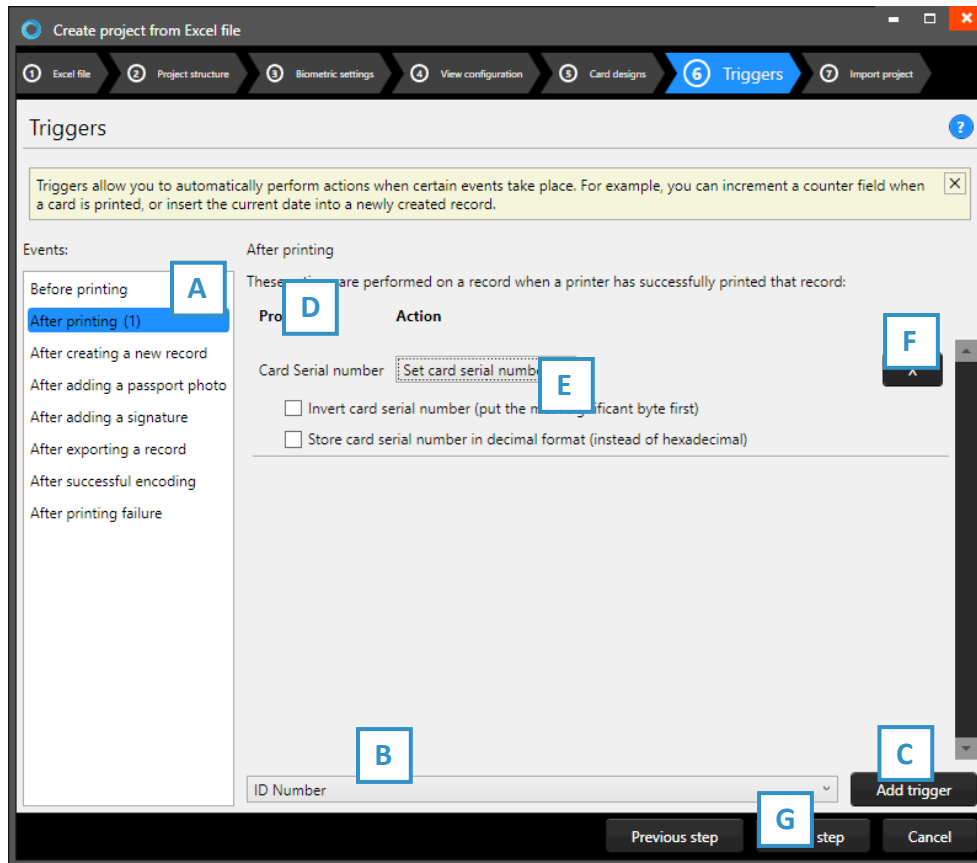 Create project from Excel file
1 Excel file 2 Project structure 3 Biometric settings 4 View configuration 5 Card designs 6 Triggers 7 Import project
Triggers
?
Triggers allow you to automatically perform actions when certain events take place. For example, you can increment a counter field when
a card is printed, or insert the current date into a newly created record.
Events:
Before printing
After printing (1)
After creating a new record
After adding a passport photo
After adding a signature
After exporting a record
After successful encoding
After printing failure
A
After printing
These are performed on a record when a printer has successfully printed that record:
D
Action
F
Card Serial number Set card serial
E
X
Invert card serial number (put the significant byte first)
Store card serial number in decimal format (instead of hexadecimal)
B
C
ID Number
Add trigger
G
Previous step step Cancel